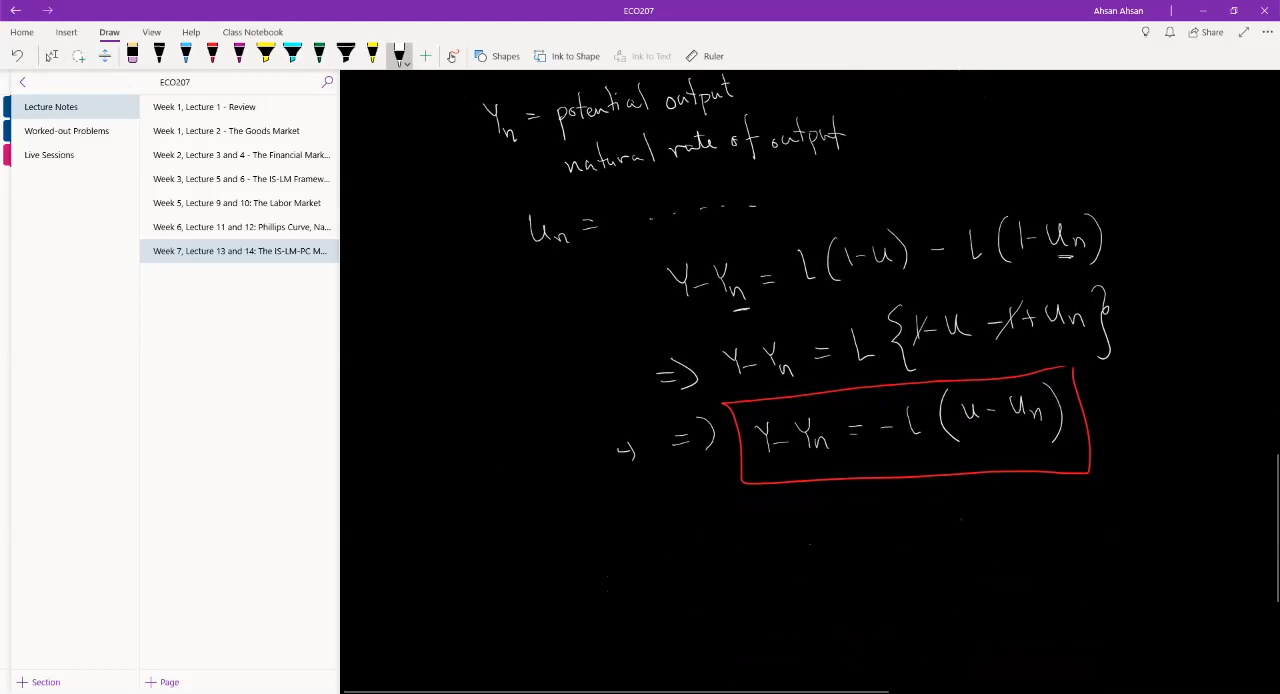 ECO207
Ahsan Ahsan
Home Insert Draw View Help Class Notebook
Share
Shapes Ink to Shape Ink to Text Ruler
ECO207
Lecture Notes
Worked-out Problems
Live Sessions
Week 1, Lecture 1 - Review
Week 1, Lecture 2 - The Goods Market
Week 2, Lecture 3 and 4 - The Financial Mark...
Week 3, Lecture 5 and 6 - The IS-LM Framew...
Week 5, Lecture 9 and 10: The Labor Market
Week 6, Lecture 11 and 12: Phillips Curve, Na...
Week 7, Lecture 13 and 14: The IS-LM-PC M...
+ Section
+ Page
Yn = potential output
natural rate of output
un = ......
Y-Yn = L(1-u) - L(1-un)
=> Y-Yn = L{1-u-1+un}
→ => Y-Yn = -L(u-un)